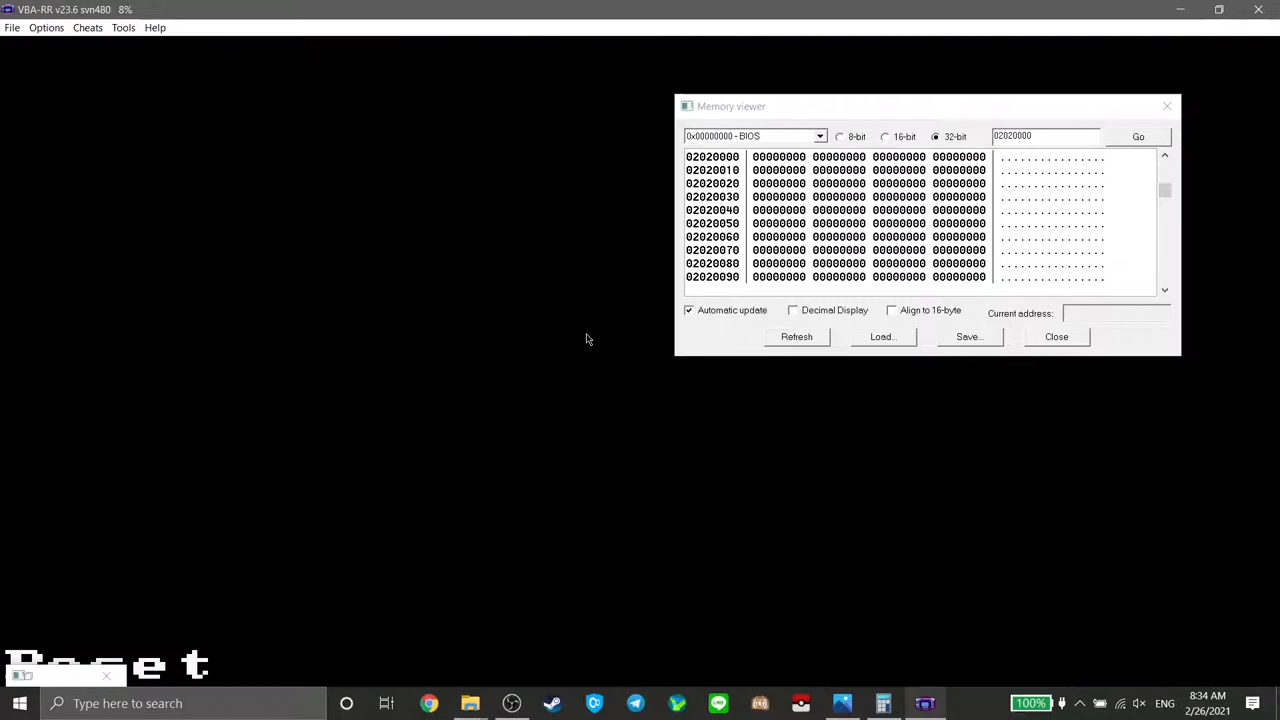 VBA-RR v23.6 svn480 8%
File Options Cheats Tools Help
Memory viewer
0x00000000 - BIOS 8-bit 16-bit 32-bit 02020000 Go
02020000 00000000 00000000 00000000 00000000 ................
02020010 00000000 00000000 00000000 00000000 ................
02020020 00000000 00000000 00000000 00000000 ................
02020030 00000000 00000000 00000000 00000000 ................
02020040 00000000 00000000 00000000 00000000 ................
02020050 00000000 00000000 00000000 00000000 ................
02020060 00000000 00000000 00000000 00000000 ................
02020070 00000000 00000000 00000000 00000000 ................
02020080 00000000 00000000 00000000 00000000 ................
02020090 00000000 00000000 00000000 00000000 ................
Automatic update Decimal Display Align to 16-byte Current address:
Refresh Load... Save... Close
Reset
Type here to search 100% ENG 8:34 AM
2/26/2021